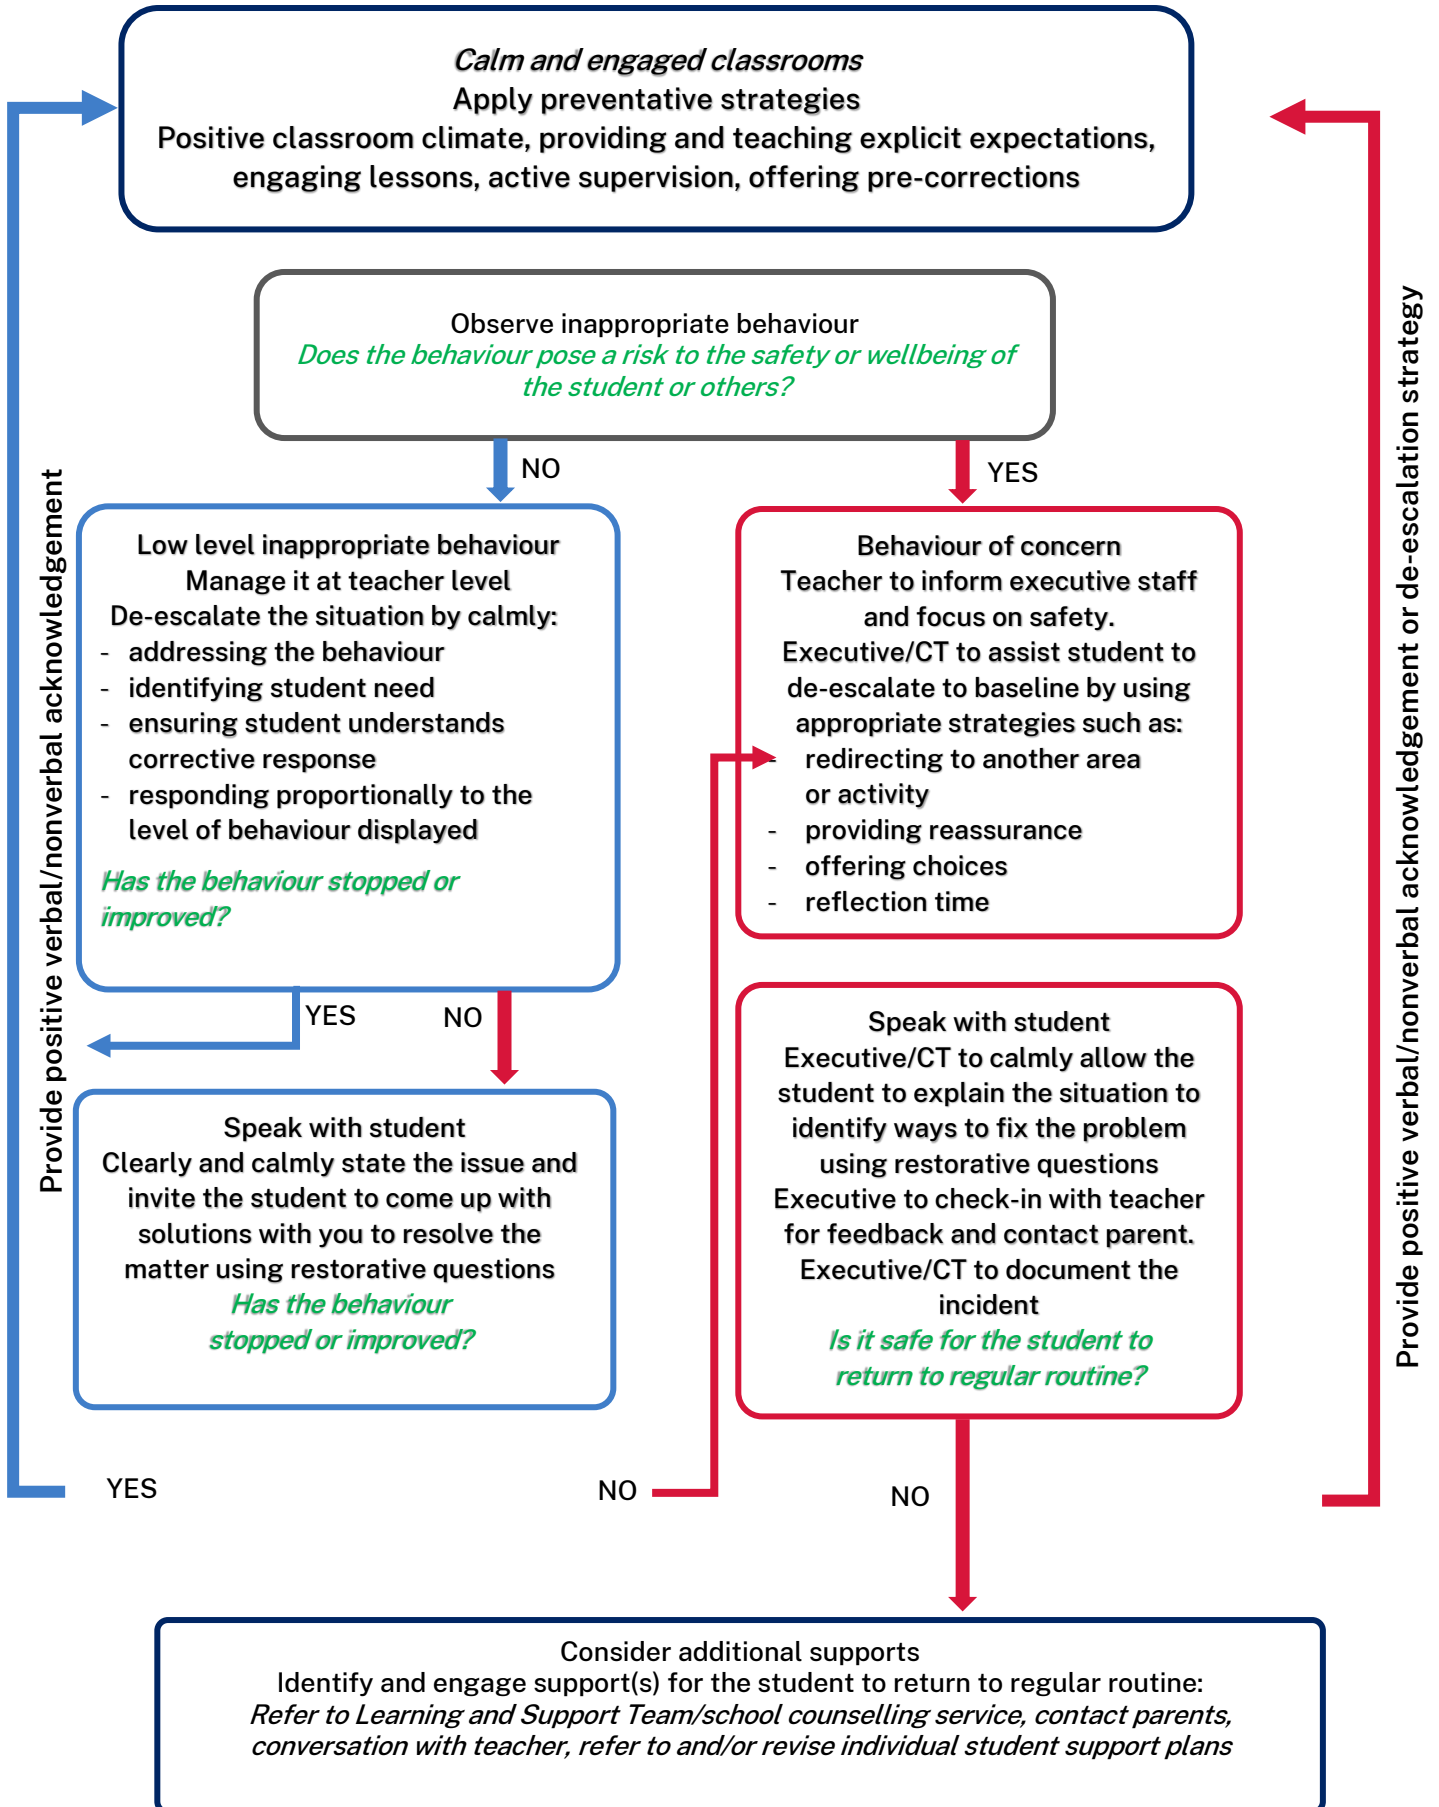 Calm and engaged classrooms
Apply preventative strategies
Positive classroom climate, providing and teaching explicit expectations,
engaging lessons, active supervision, offering pre-corrections
Observe inappropriate behaviour
Does the behaviour pose a risk to the safety or wellbeing of
the student or others?
NO
YES
Low level inappropriate behaviour
Manage it at teacher level
De-escalate the situation by calmly:
- addressing the behaviour
- identifying student need
- ensuring student understands
corrective response
- responding proportionally to the
level of behaviour displayed
Has the behaviour stopped or
improved?
Behaviour of concern
Teacher to inform executive staff
and focus on safety.
Executive/CT to assist student to
de-escalate to baseline by using
appropriate strategies such as:
- redirecting to another area
or activity
- providing reassurance
- offering choices
- reflection time
YES
NO
Speak with student
Clearly and calmly state the issue and
invite the student to come up with
solutions with you to resolve the
matter using restorative questions
Has the behaviour
stopped or improved?
Speak with student
Executive/CT to calmly allow the
student to explain the situation to
identify ways to fix the problem
using restorative questions
Executive to check-in with teacher
for feedback and contact parent.
Executive/CT to document the
incident
Is it safe for the student to
return to regular routine?
YES
NO
NO
Provide positive verbal/nonverbal acknowledgement
Provide positive verbal/nonverbal acknowledgement or de-escalation strategy
Consider additional supports
Identify and engage support(s) for the student to return to regular routine:
Refer to Learning and Support Team/school counselling service, contact parents,
conversation with teacher, refer to and/or revise individual student support plans